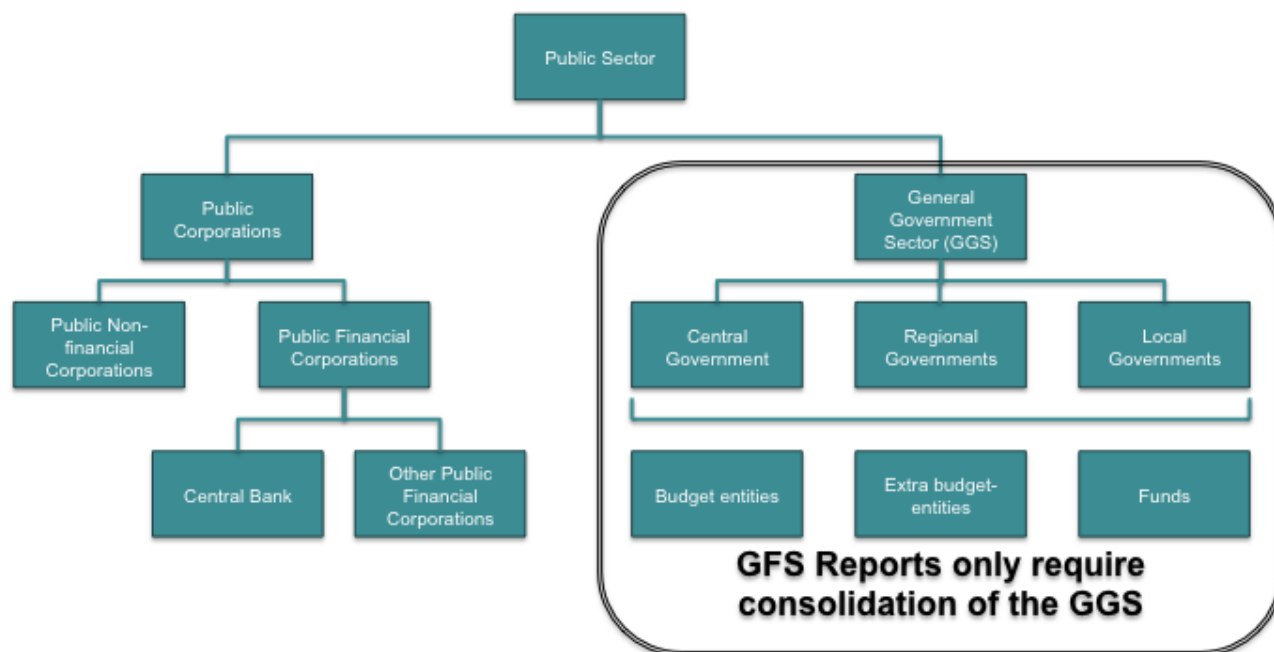 Public Sector
Public
Corporations
General
Government
Sector (GGS)
Public Non-
financial
Corporations
Public Financial
Corporations
Central
Government
Regional
Governments
Local
Governments
Central Bank
Other Public
Financial
Corporations
Budget entities
Extra budget-
entities
Funds
GFS Reports only require
consolidation of the GGS